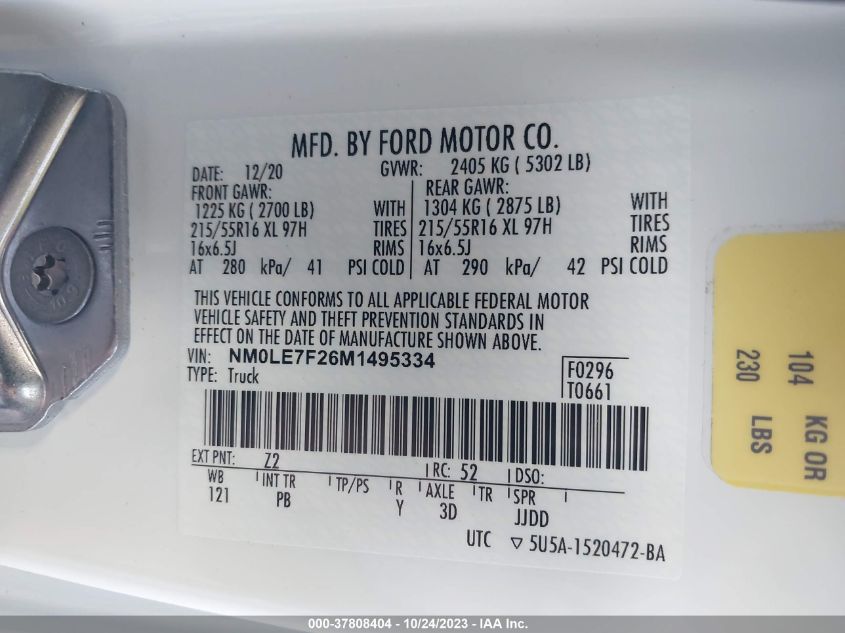 MFD. BY FORD MOTOR CO.
DATE: 12/20 GVWR: 2405 KG ( 5302 LB)
FRONT GAWR: REAR GAWR:
1225 KG ( 2700 LB) WITH 1304 KG ( 2875 LB) WITH
215/55R16 XL 97H TIRES 215/55R16 XL 97H TIRES
16x6.5J RIMS 16x6.5J RIMS
AT 280 kPa/ 41 PSI COLD AT 290 kPa/ 42 PSI COLD
THIS VEHICLE CONFORMS TO ALL APPLICABLE FEDERAL MOTOR
VEHICLE SAFETY AND THEFT PREVENTION STANDARDS IN
EFFECT ON THE DATE OF MANUFACTURE SHOWN ABOVE.
VIN: NM0LE7F26M1495334
TYPE: Truck
F0296
T0661
EXT PNT: Z2 RC: 52 DSO:
WB INT TR TP/PS R AXLE TR SPR
121 PB Y 3D JJDD
UTC ▽ 5U5A-1520472-BA
104 KG OR
230 LBS
000-37808404 | 10/24/2023 | IAA Inc.